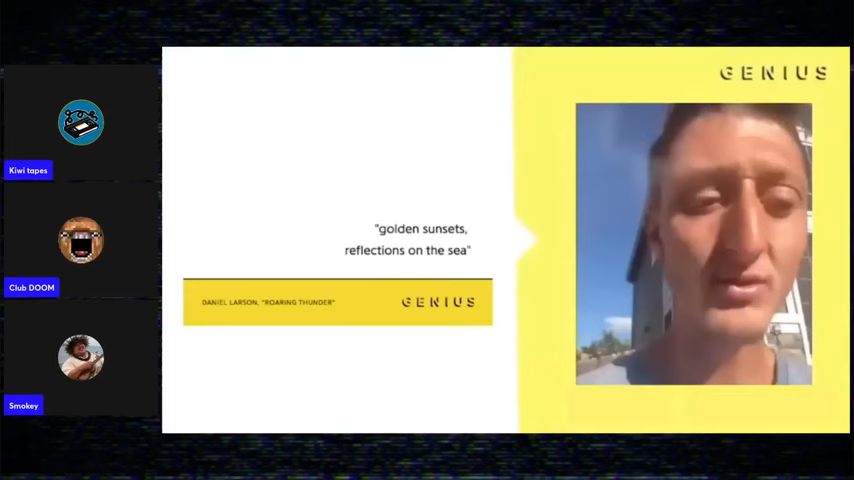 GENIUS
Kiwi tapes
"golden sunsets,
reflections on the sea"
Club DOOM
DANIEL LARSON, "ROARING THUNDER"
GENIUS
Smokey